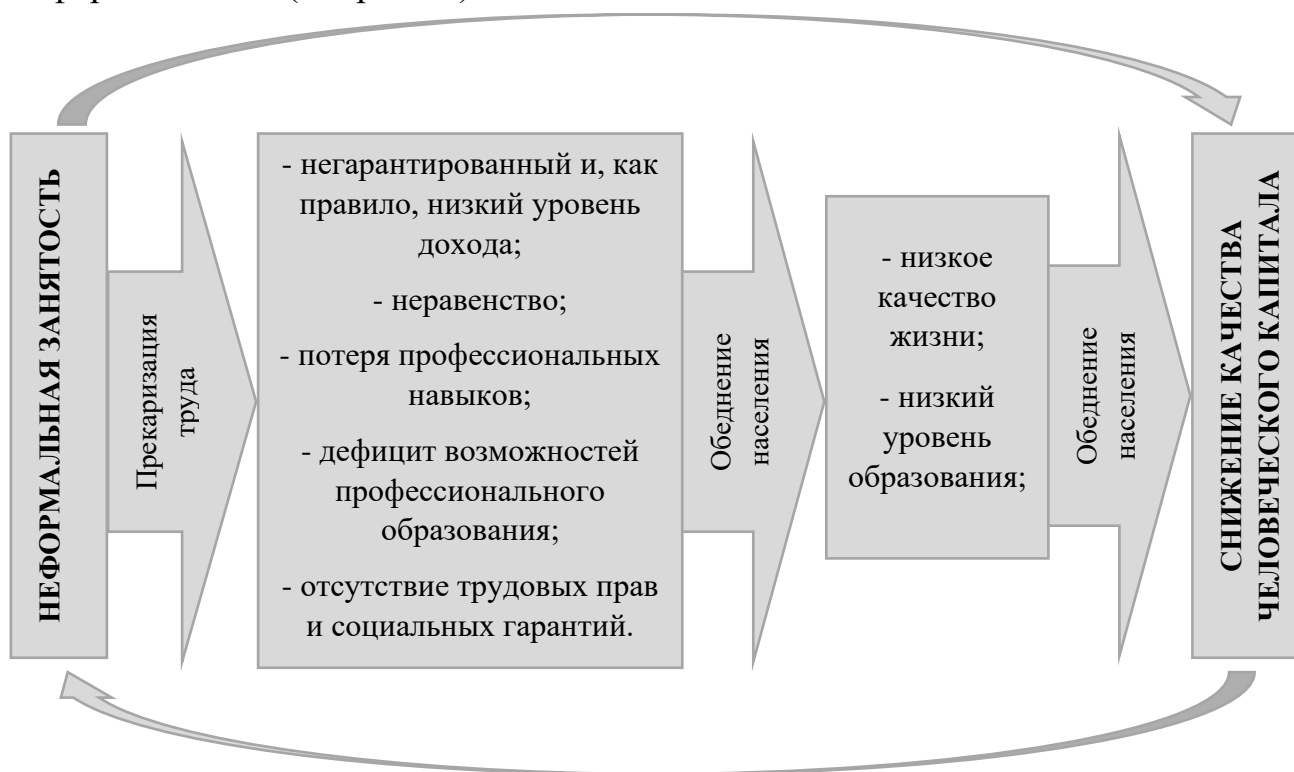 НЕФОРМАЛЬНАЯ ЗАНЯТОСТЬ
Прекаризация
труда
- негарантированный и, как
правило, низкий уровень
дохода;
- неравенство;
- потеря профессиональных
навыков;
- дефицит возможностей
профессионального
образования;
- отсутствие трудовых прав
и социальных гарантий.
Обеднение
населения
- низкое
качество
жизни;
- низкий
уровень
образования;
Обеднение
населения
СНИЖЕНИЕ КАЧЕСТВА
ЧЕЛОВЕЧЕСКОГО КАПИТАЛА